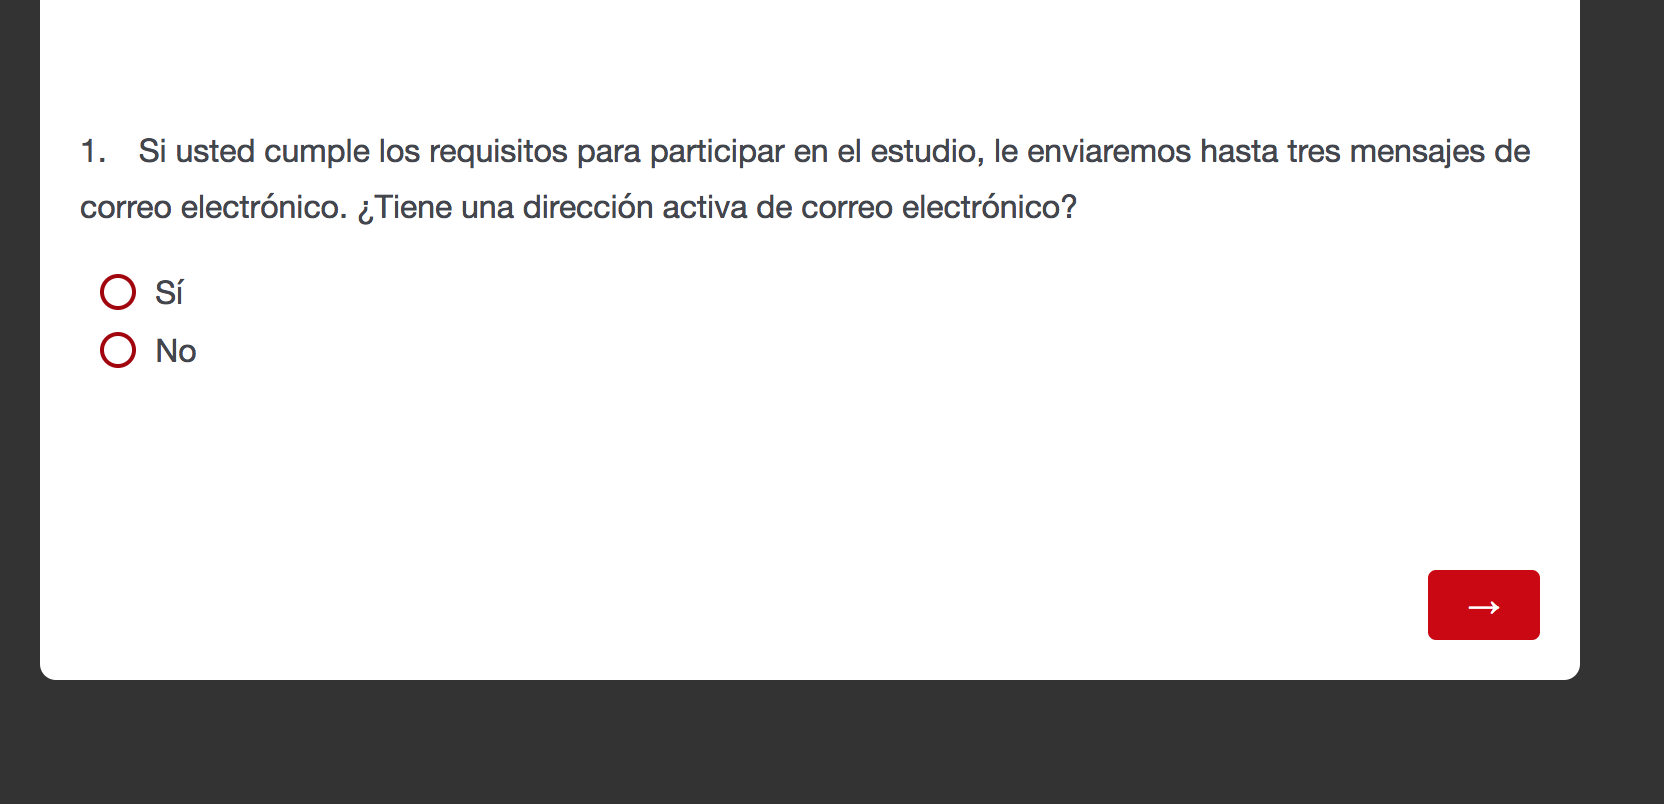 1. Si usted cumple los requisitos para participar en el estudio, le enviaremos hasta tres mensajes de
correo electrónico. ¿Tiene una dirección activa de correo electrónico?
Sí
No
→